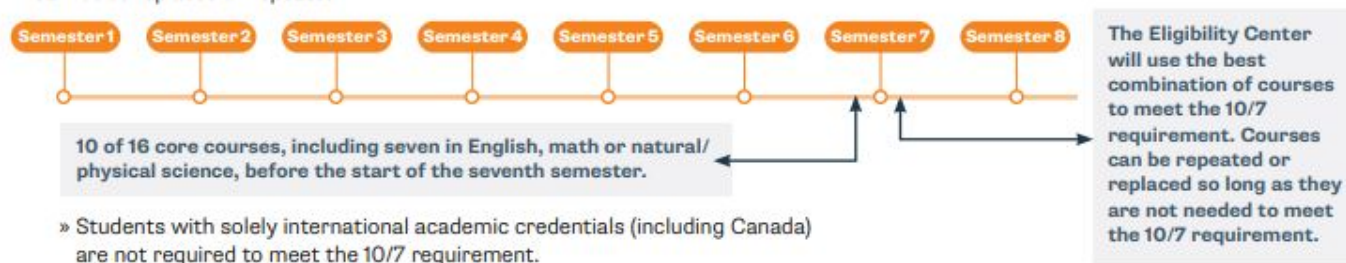 Semester 1 Semester 2 Semester 3 Semester 4 Semester 5 Semester 6 Semester 7 Semester 8
10 of 16 core courses, including seven in English, math or natural/
physical science, before the start of the seventh semester.
» Students with solely international academic credentials (including Canada)
are not required to meet the 10/7 requirement.
The Eligibility Center
will use the best
combination of courses
to meet the 10/7
requirement. Courses
can be repeated or
replaced so long as they
are not needed to meet
the 10/7 requirement.